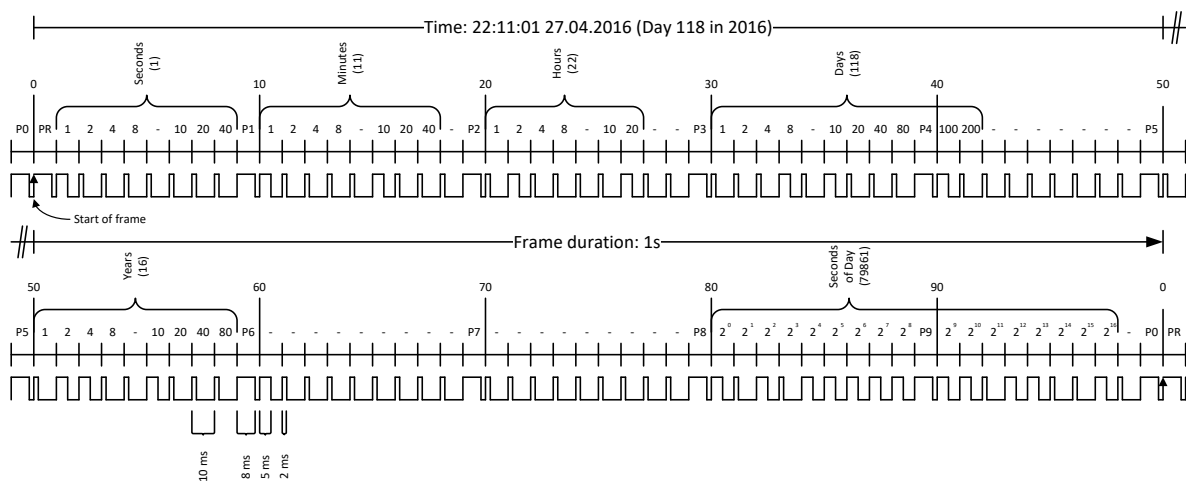 Time: 22:11:01 27.04.2016 (Day 118 in 2016)
Seconds
(1)
Minutes
(11)
Hours
(22)
Days
(118)
0 10 20 30 40 50
P0 PR 1 2 4 8 - 10 20 40 P1 1 2 4 8 - 10 20 40 - P2 1 2 4 8 - 10 20 - - P3 1 2 4 8 - 10 20 40 80 P4 100 200 - - - - - - - P5
Start of frame
Frame duration: 1s
Years
(16)
Seconds
of Day
(79861)
50 60 70 80 90 0
P5 1 2 4 8 - 10 20 40 80 P6 - - - - - - - - - P7 - - - - - - - - - P8 2⁰ 2¹ 2² 2³ 2⁴ 2⁵ 2⁶ 2⁷ 2⁸ P9 2⁹ 2¹⁰ 2¹¹ 2¹² 2¹³ 2¹⁴ 2¹⁵ 2¹⁶ - P0 PR
10 ms
8 ms
5 ms
2 ms